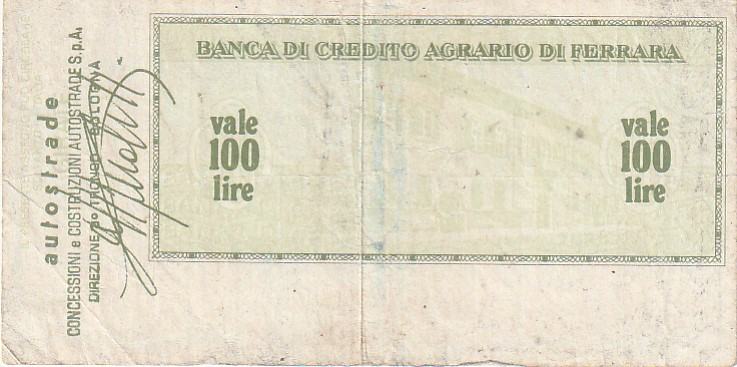 BANCA DI CREDITO AGRARIO DI FERRARA
vale
100
lire
vale
100
lire
autostrade
CONCESSIONI e COSTRUZIONI AUTOSTRADE S.p.A.
DIREZIONE 3º TRONCO - BOLOGNA